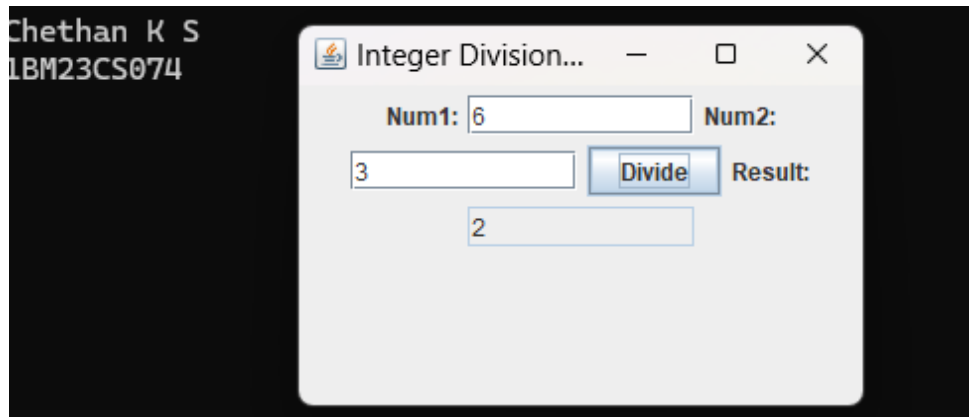 Chethan K S
1BM23CS074
Integer Division...
Num1: 6 Num2:
3 Divide Result:
2